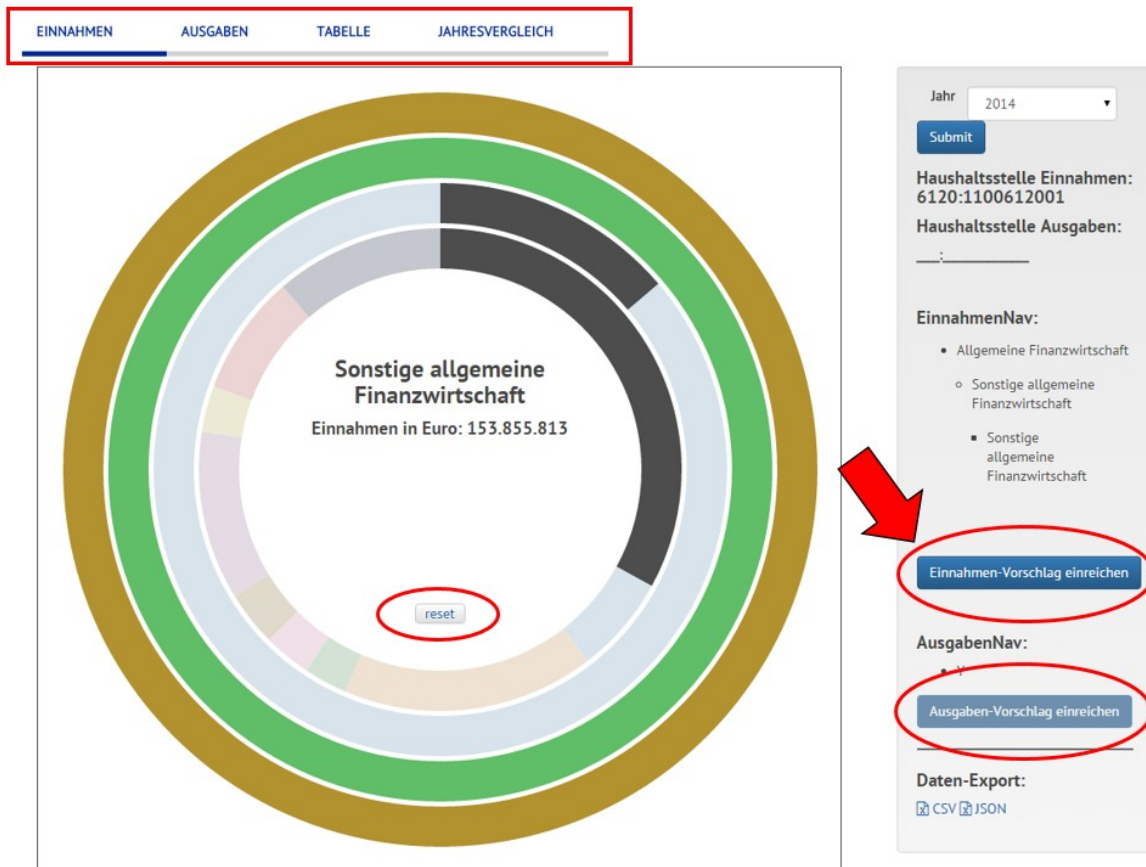 EINNAHMEN AUSGABEN TABELLE JAHRESVERGLEICH
Sonstige allgemeine
Finanzwirtschaft
Einnahmen in Euro: 153.855.813
reset
Jahr 2014
Submit
Haushaltsstelle Einnahmen:
6120:1100612001
Haushaltsstelle Ausgaben:
___:___________
EinnahmenNav:
Allgemeine Finanzwirtschaft
Sonstige allgemeine
Finanzwirtschaft
Sonstige
allgemeine
Finanzwirtschaft
Einnahmen-Vorschlag einreichen
AusgabenNav:
Ausgaben-Vorschlag einreichen
Daten-Export:
CSV JSON